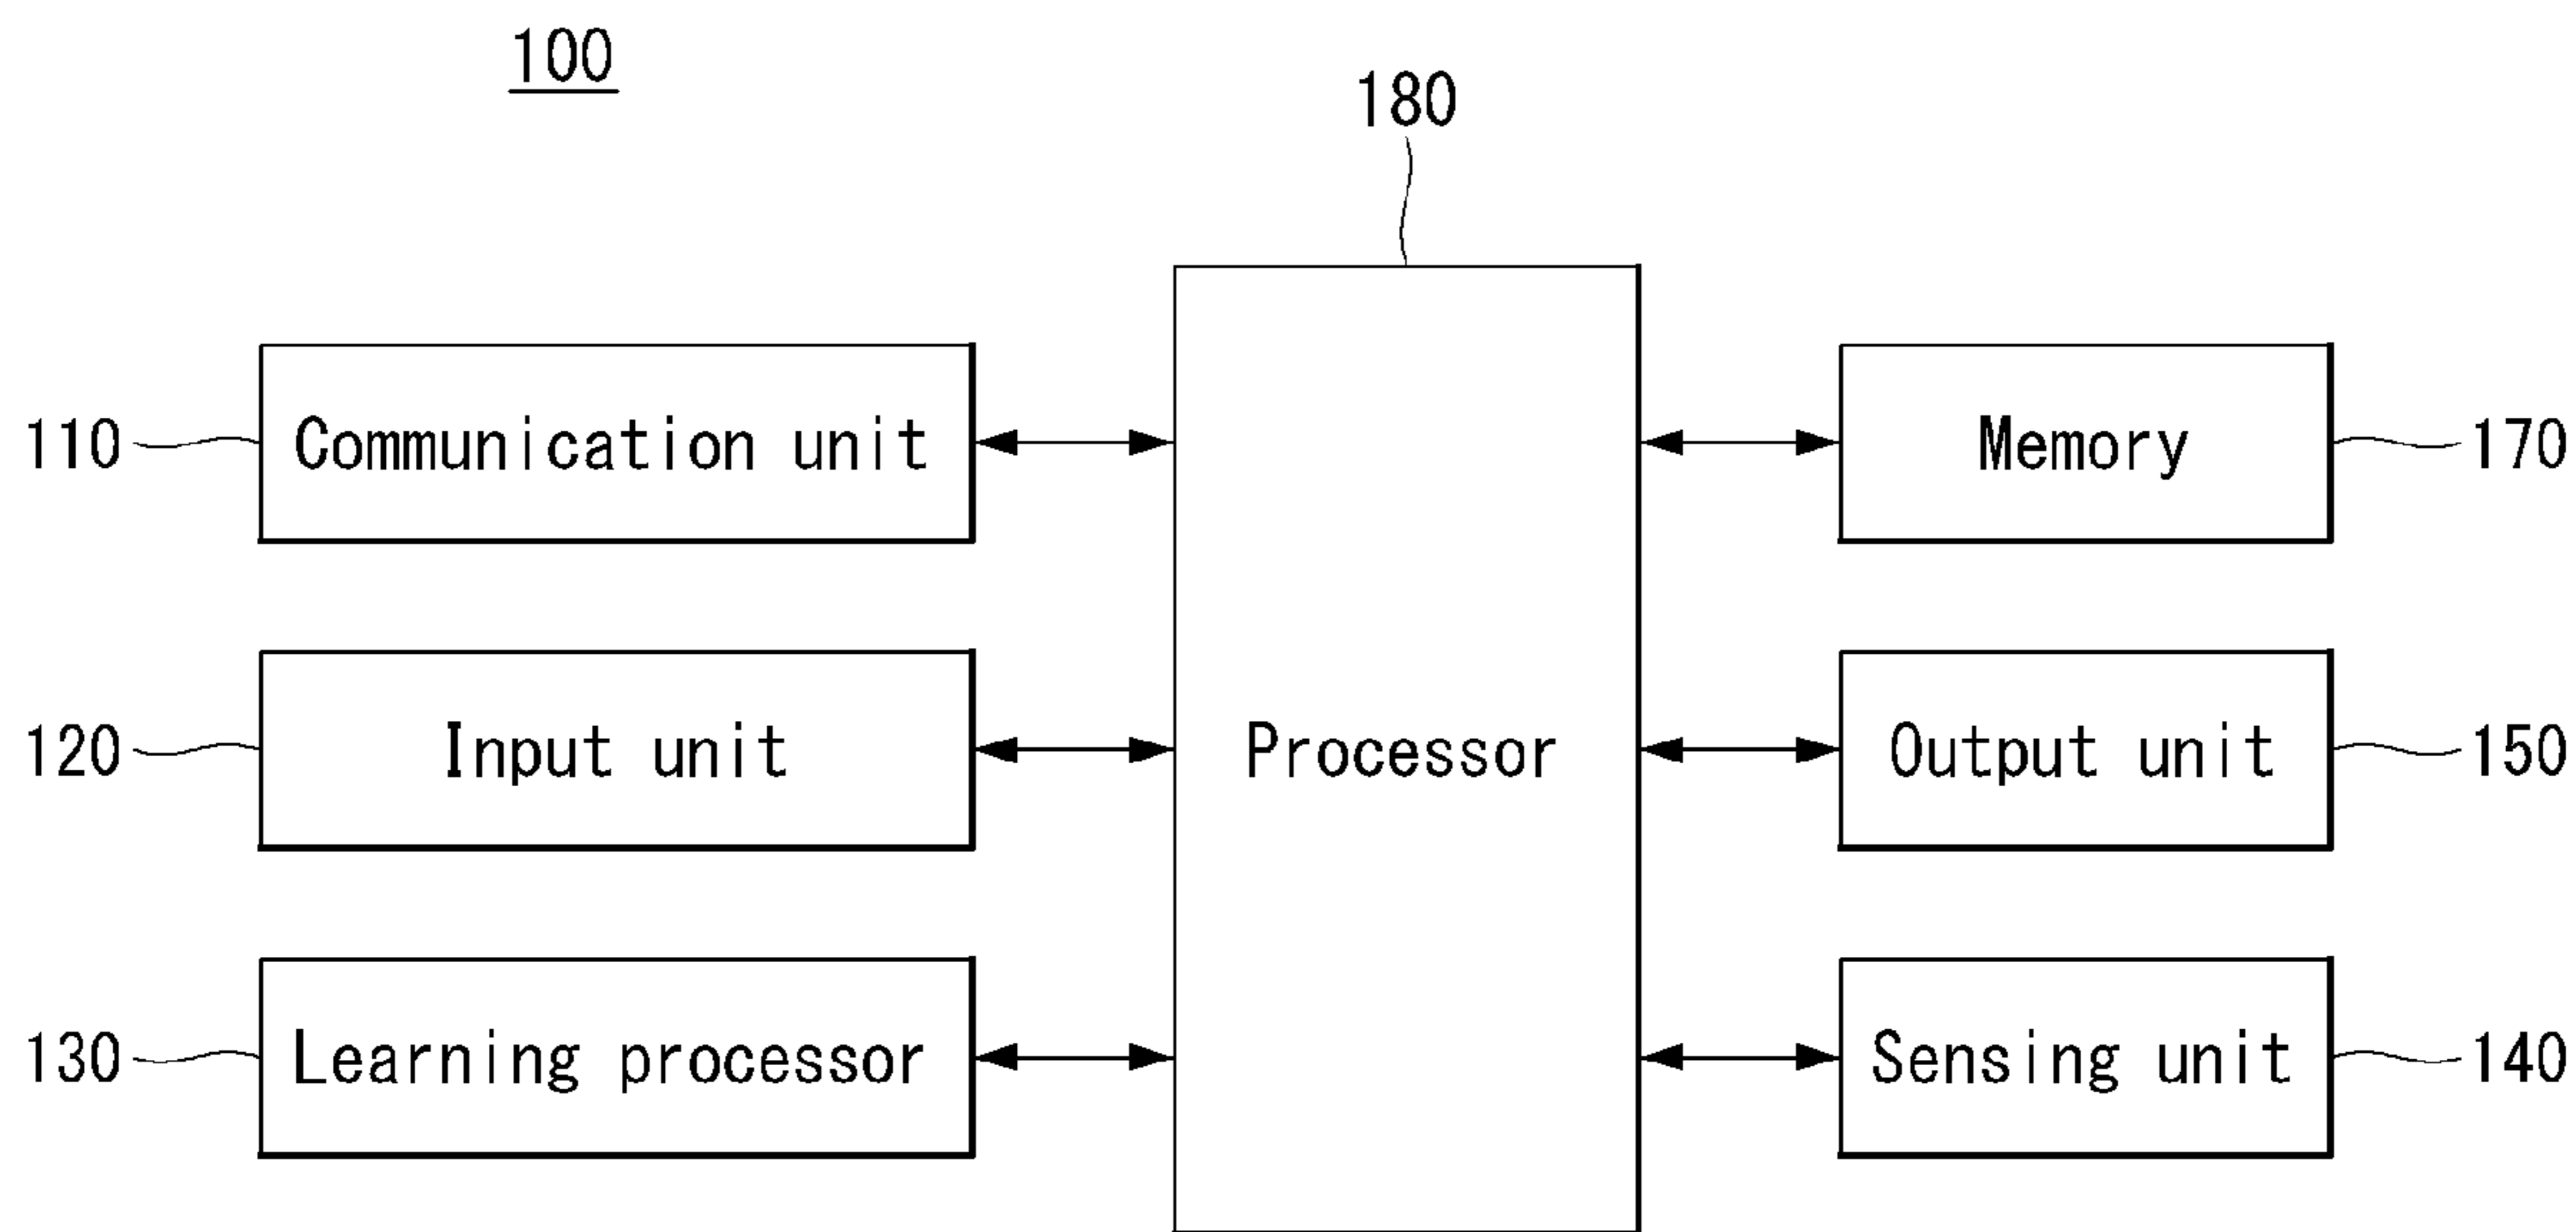 100
180
110
Communication unit
Memory
170
120
Input unit
Processor
Output unit
150
130
Learning processor
Sensing unit
140